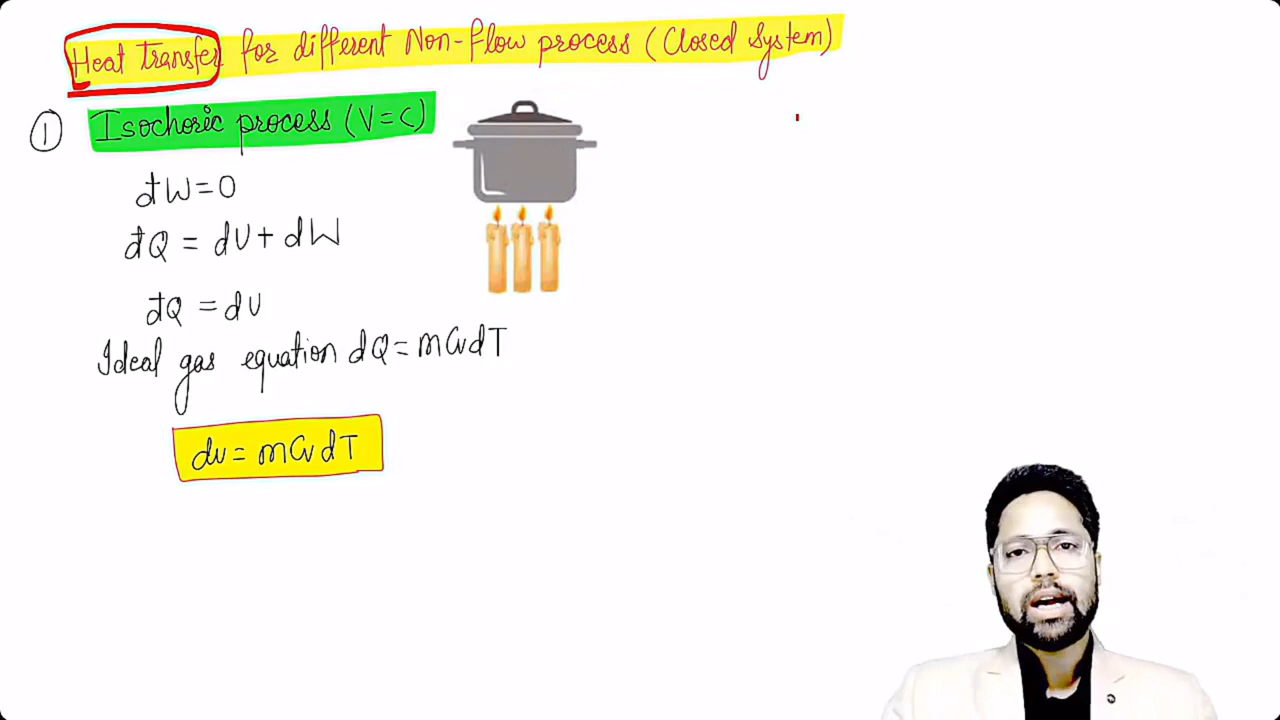 Heat transfer for different Non-flow process (Closed System)
① Isochoric process (V=C)
đW=0
đQ = dU + dW
đQ = dU
Ideal gas equation dQ = mCvdT
du = mCvdT